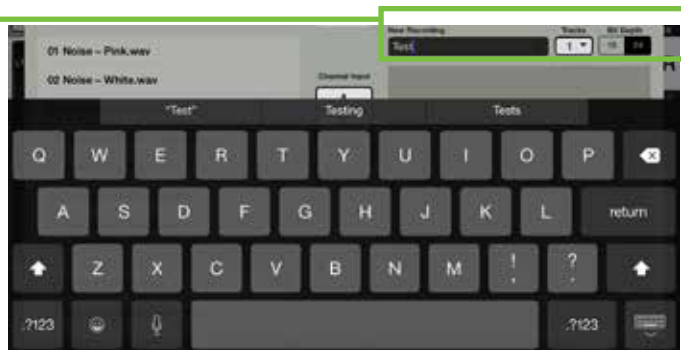 New Recording Tracks Bit Depth
01 Noise – Pink.wav
Test 1 16 24
02 Noise – White.wav
Channel Input
"Test" Testing Tests
Q W E R T Y U I O P
A S D F G H J K L return
Z X C V B N M ! , ? .
.?123 .?123